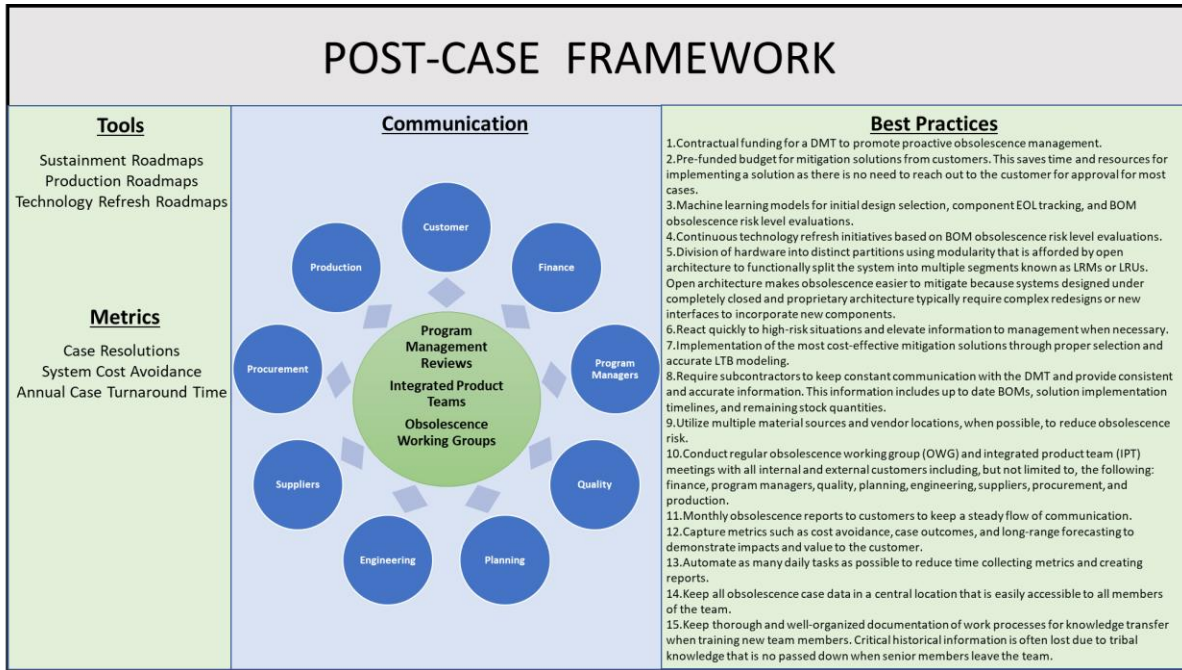 POST-CASE FRAMEWORK
Tools
Sustainment Roadmaps
Production Roadmaps
Technology Refresh Roadmaps
Metrics
Case Resolutions
System Cost Avoidance
Annual Case Turnaround Time
Communication
Customer
Finance
Program
Managers
Quality
Planning
Engineering
Suppliers
Procurement
Production
Program
Management
Reviews
Integrated Product
Teams
Obsolescence
Working Groups
Best Practices
1.Contractual funding for a DMT to promote proactive obsolescence management.
2.Pre-funded budget for mitigation solutions from customers. This saves time and resources for
implementing a solution as there is no need to reach out to the customer for approval for most
cases.
3.Machine learning models for initial design selection, component EOL tracking, and BOM
obsolescence risk level evaluations.
4.Continuous technology refresh initiatives based on BOM obsolescence risk level evaluations.
5.Division of hardware into distinct partitions using modularity that is afforded by open
architecture to functionally split the system into multiple segments known as LRMs or LRUs.
Open architecture makes obsolescence easier to mitigate because systems designed under
completely closed and proprietary architecture typically require complex redesigns or new
interfaces to incorporate new components.
6.React quickly to high-risk situations and elevate information to management when necessary.
7.Implementation of the most cost-effective mitigation solutions through proper selection and
accurate LTB modeling.
8.Require subcontractors to keep constant communication with the DMT and provide consistent
and accurate information. This information includes up to date BOMs, solution implementation
timelines, and remaining stock quantities.
9.Utilize multiple material sources and vendor locations, when possible, to reduce obsolescence
risk.
10.Conduct regular obsolescence working group (OWG) and integrated product team (IPT)
meetings with all internal and external customers including, but not limited to, the following:
finance, program managers, quality, planning, engineering, suppliers, procurement, and
production.
11.Monthly obsolescence reports to customers to keep a steady flow of communication.
12.Capture metrics such as cost avoidance, case outcomes, and long-range forecasting to
demonstrate impacts and value to the customer.
13.Automate as many daily tasks as possible to reduce time collecting metrics and creating
reports.
14.Keep all obsolescence case data in a central location that is easily accessible to all members
of the team.
15.Keep thorough and well-organized documentation of work processes for knowledge transfer
when training new team members. Critical historical information is often lost due to tribal
knowledge that is no passed down when senior members leave the team.